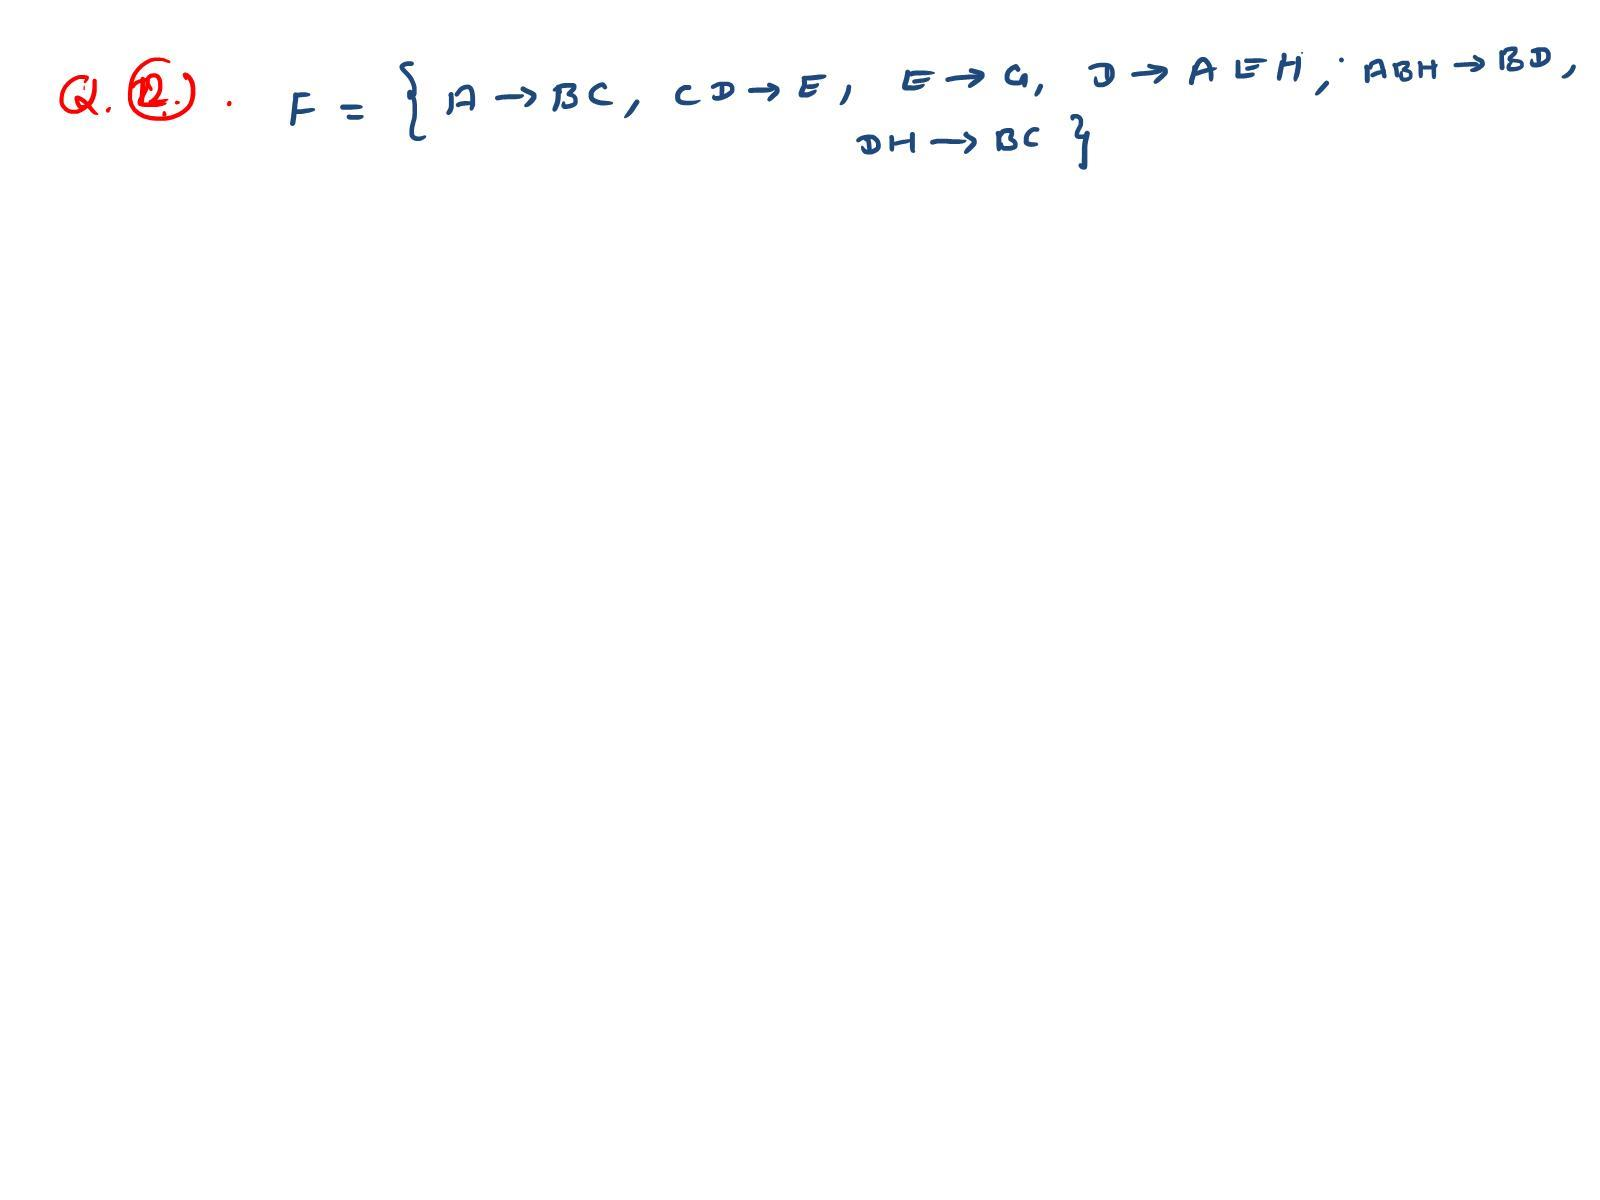 Q. 12. . F = { A → BC, CD → E, E → G, D → AEH, ABH → BD,
DH → BC }